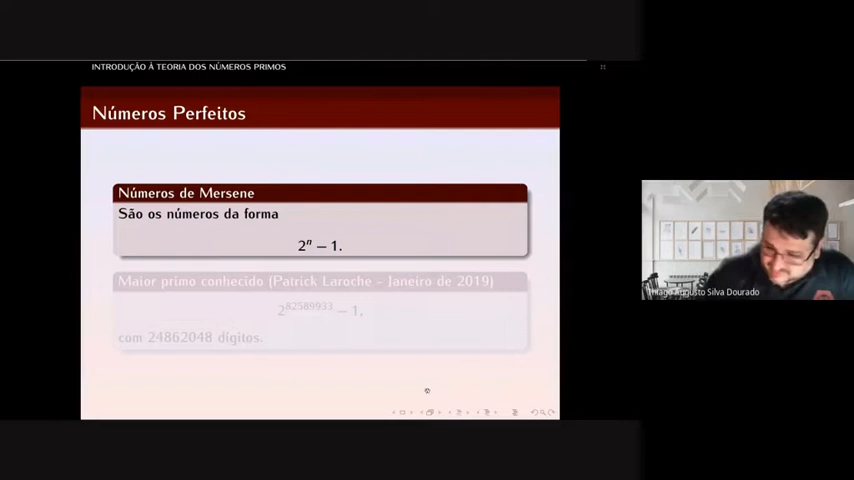 INTRODUÇÃO À TEORIA DOS NÚMEROS PRIMOS
Números Perfeitos
Números de Mersene
São os números da forma
2ⁿ − 1.
Maior primo conhecido (Patrick Laroche – Janeiro de 2019)
2⁸²⁵⁸⁹⁹³³ − 1,
com 24862048 dígitos.
Thiago Augusto Silva Dourado